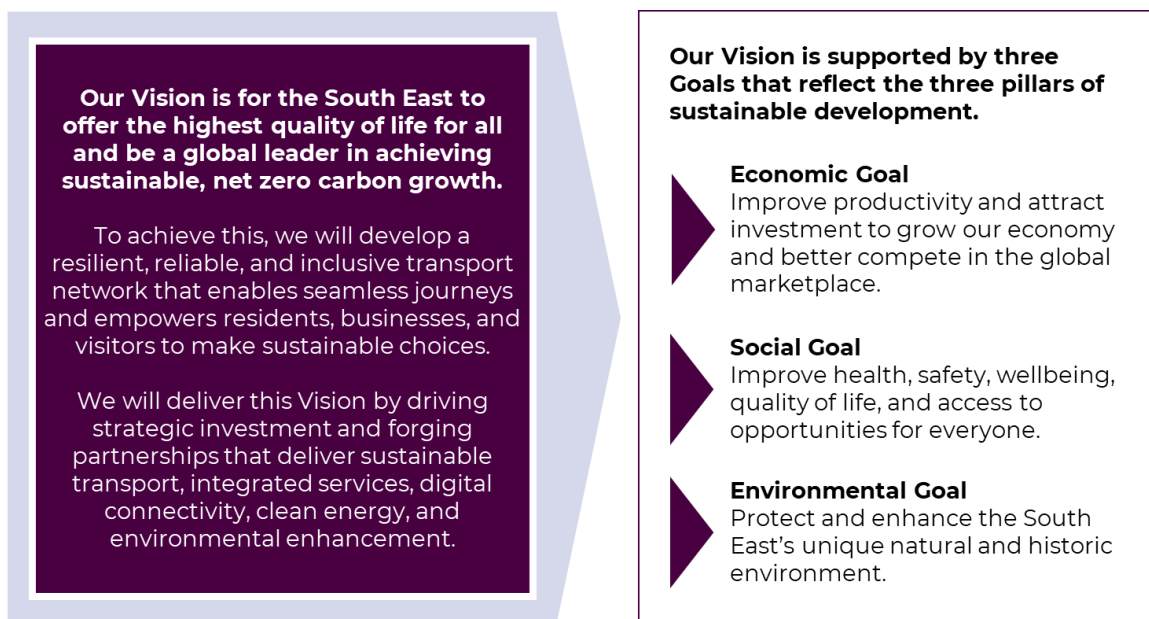 Our Vision is for the South East to
offer the highest quality of life for all
and be a global leader in achieving
sustainable, net zero carbon growth.
To achieve this, we will develop a
resilient, reliable, and inclusive transport
network that enables seamless journeys
and empowers residents, businesses, and
visitors to make sustainable choices.
We will deliver this Vision by driving
strategic investment and forging
partnerships that deliver sustainable
transport, integrated services, digital
connectivity, clean energy, and
environmental enhancement.
Our Vision is supported by three
Goals that reflect the three pillars of
sustainable development.
Economic Goal
Improve productivity and attract
investment to grow our economy
and better compete in the global
marketplace.
Social Goal
Improve health, safety, wellbeing,
quality of life, and access to
opportunities for everyone.
Environmental Goal
Protect and enhance the South
East’s unique natural and historic
environment.